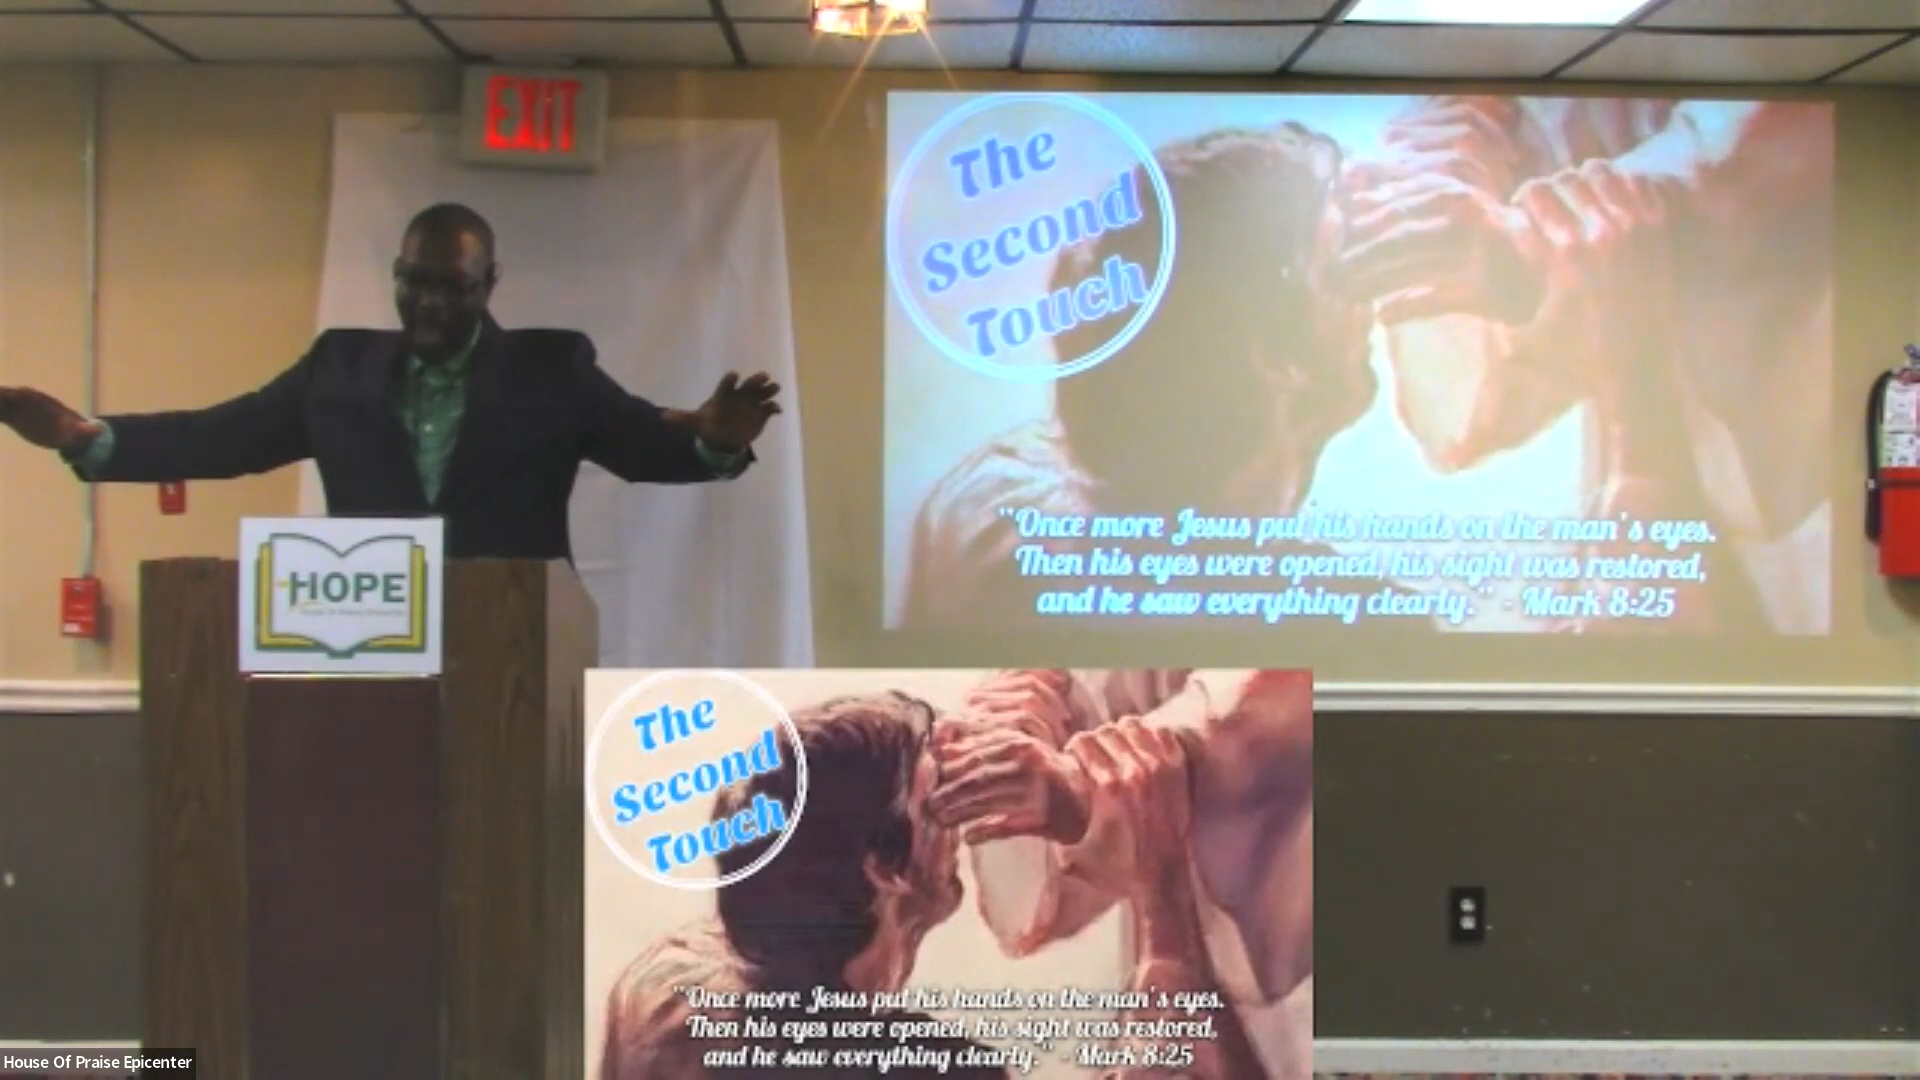 EXIT
The
Second
Touch
"Once more Jesus put his hands on the man's eyes.
Then his eyes were opened, his sight was restored,
and he saw everything clearly." - Mark 8:25
HOPE
The
Second
Touch
"Once more Jesus put his hands on the man's eyes.
Then his eyes were opened, his sight was restored,
and he saw everything clearly." - Mark 8:25
House Of Praise Epicenter